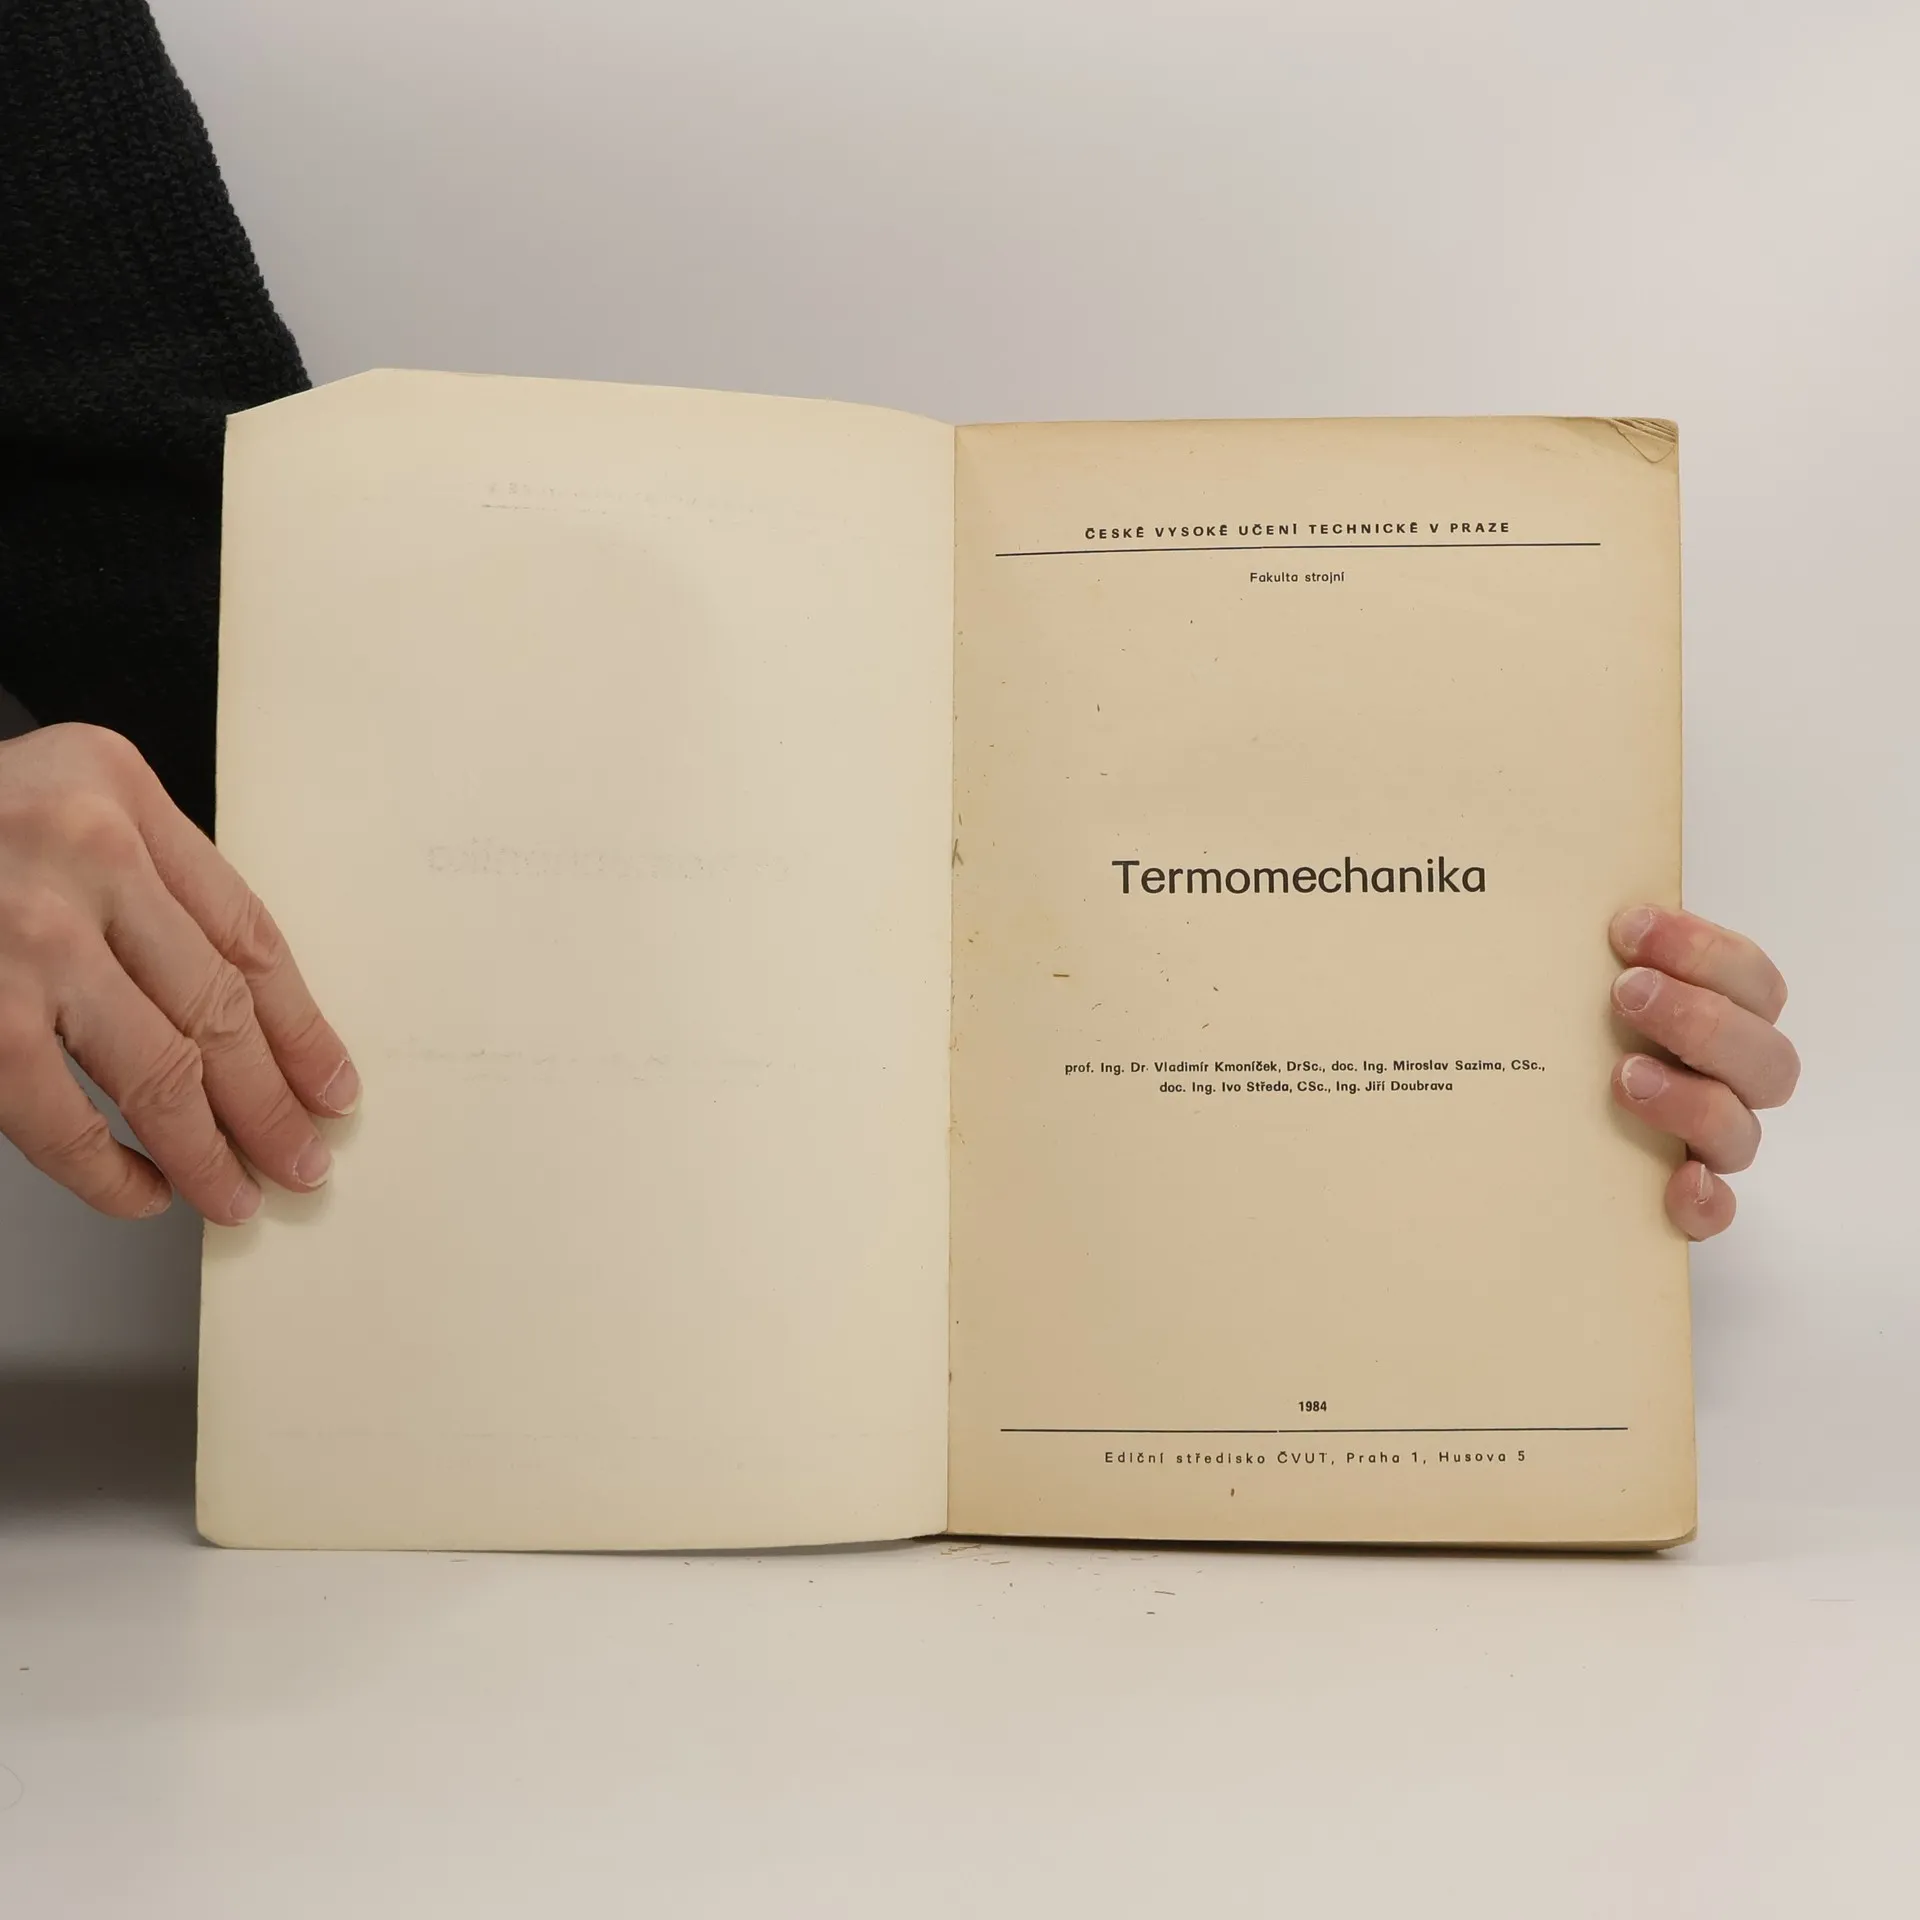 ČESKÉ VYSOKÉ UČENÍ TECHNICKÉ V PRAZE
Fakulta strojní
Termomechanika
prof. Ing. Dr. Vladimír Kmoníček, DrSc., doc. Ing. Miroslav Sazima, CSc.,
doc. Ing. Ivo Středa, CSc., Ing. Jiří Doubrava
1984
Ediční středisko ČVUT, Praha 1, Husova 5